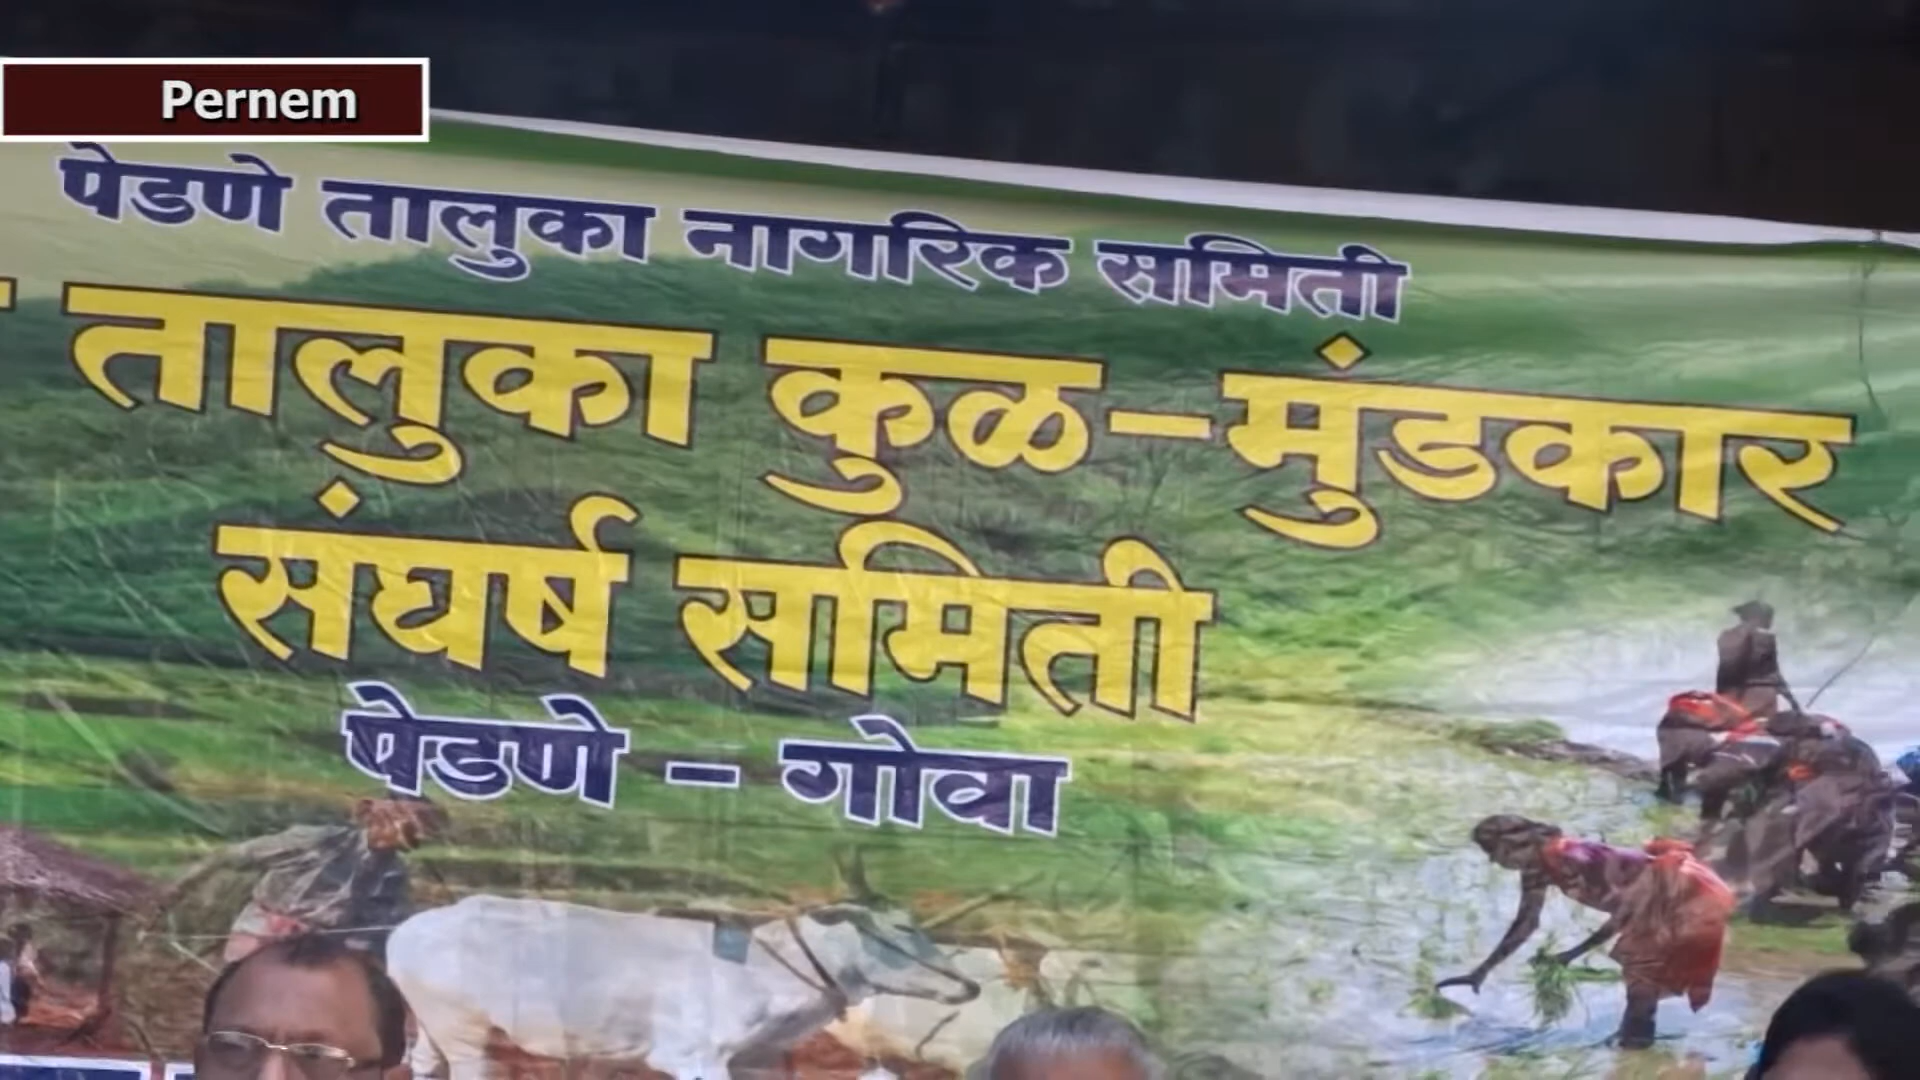 Pernem
पेडणे तालुका नागरिक समिती
तालुका कुळ-मुंडकार
संघर्ष समिती
पेडणे - गोवा